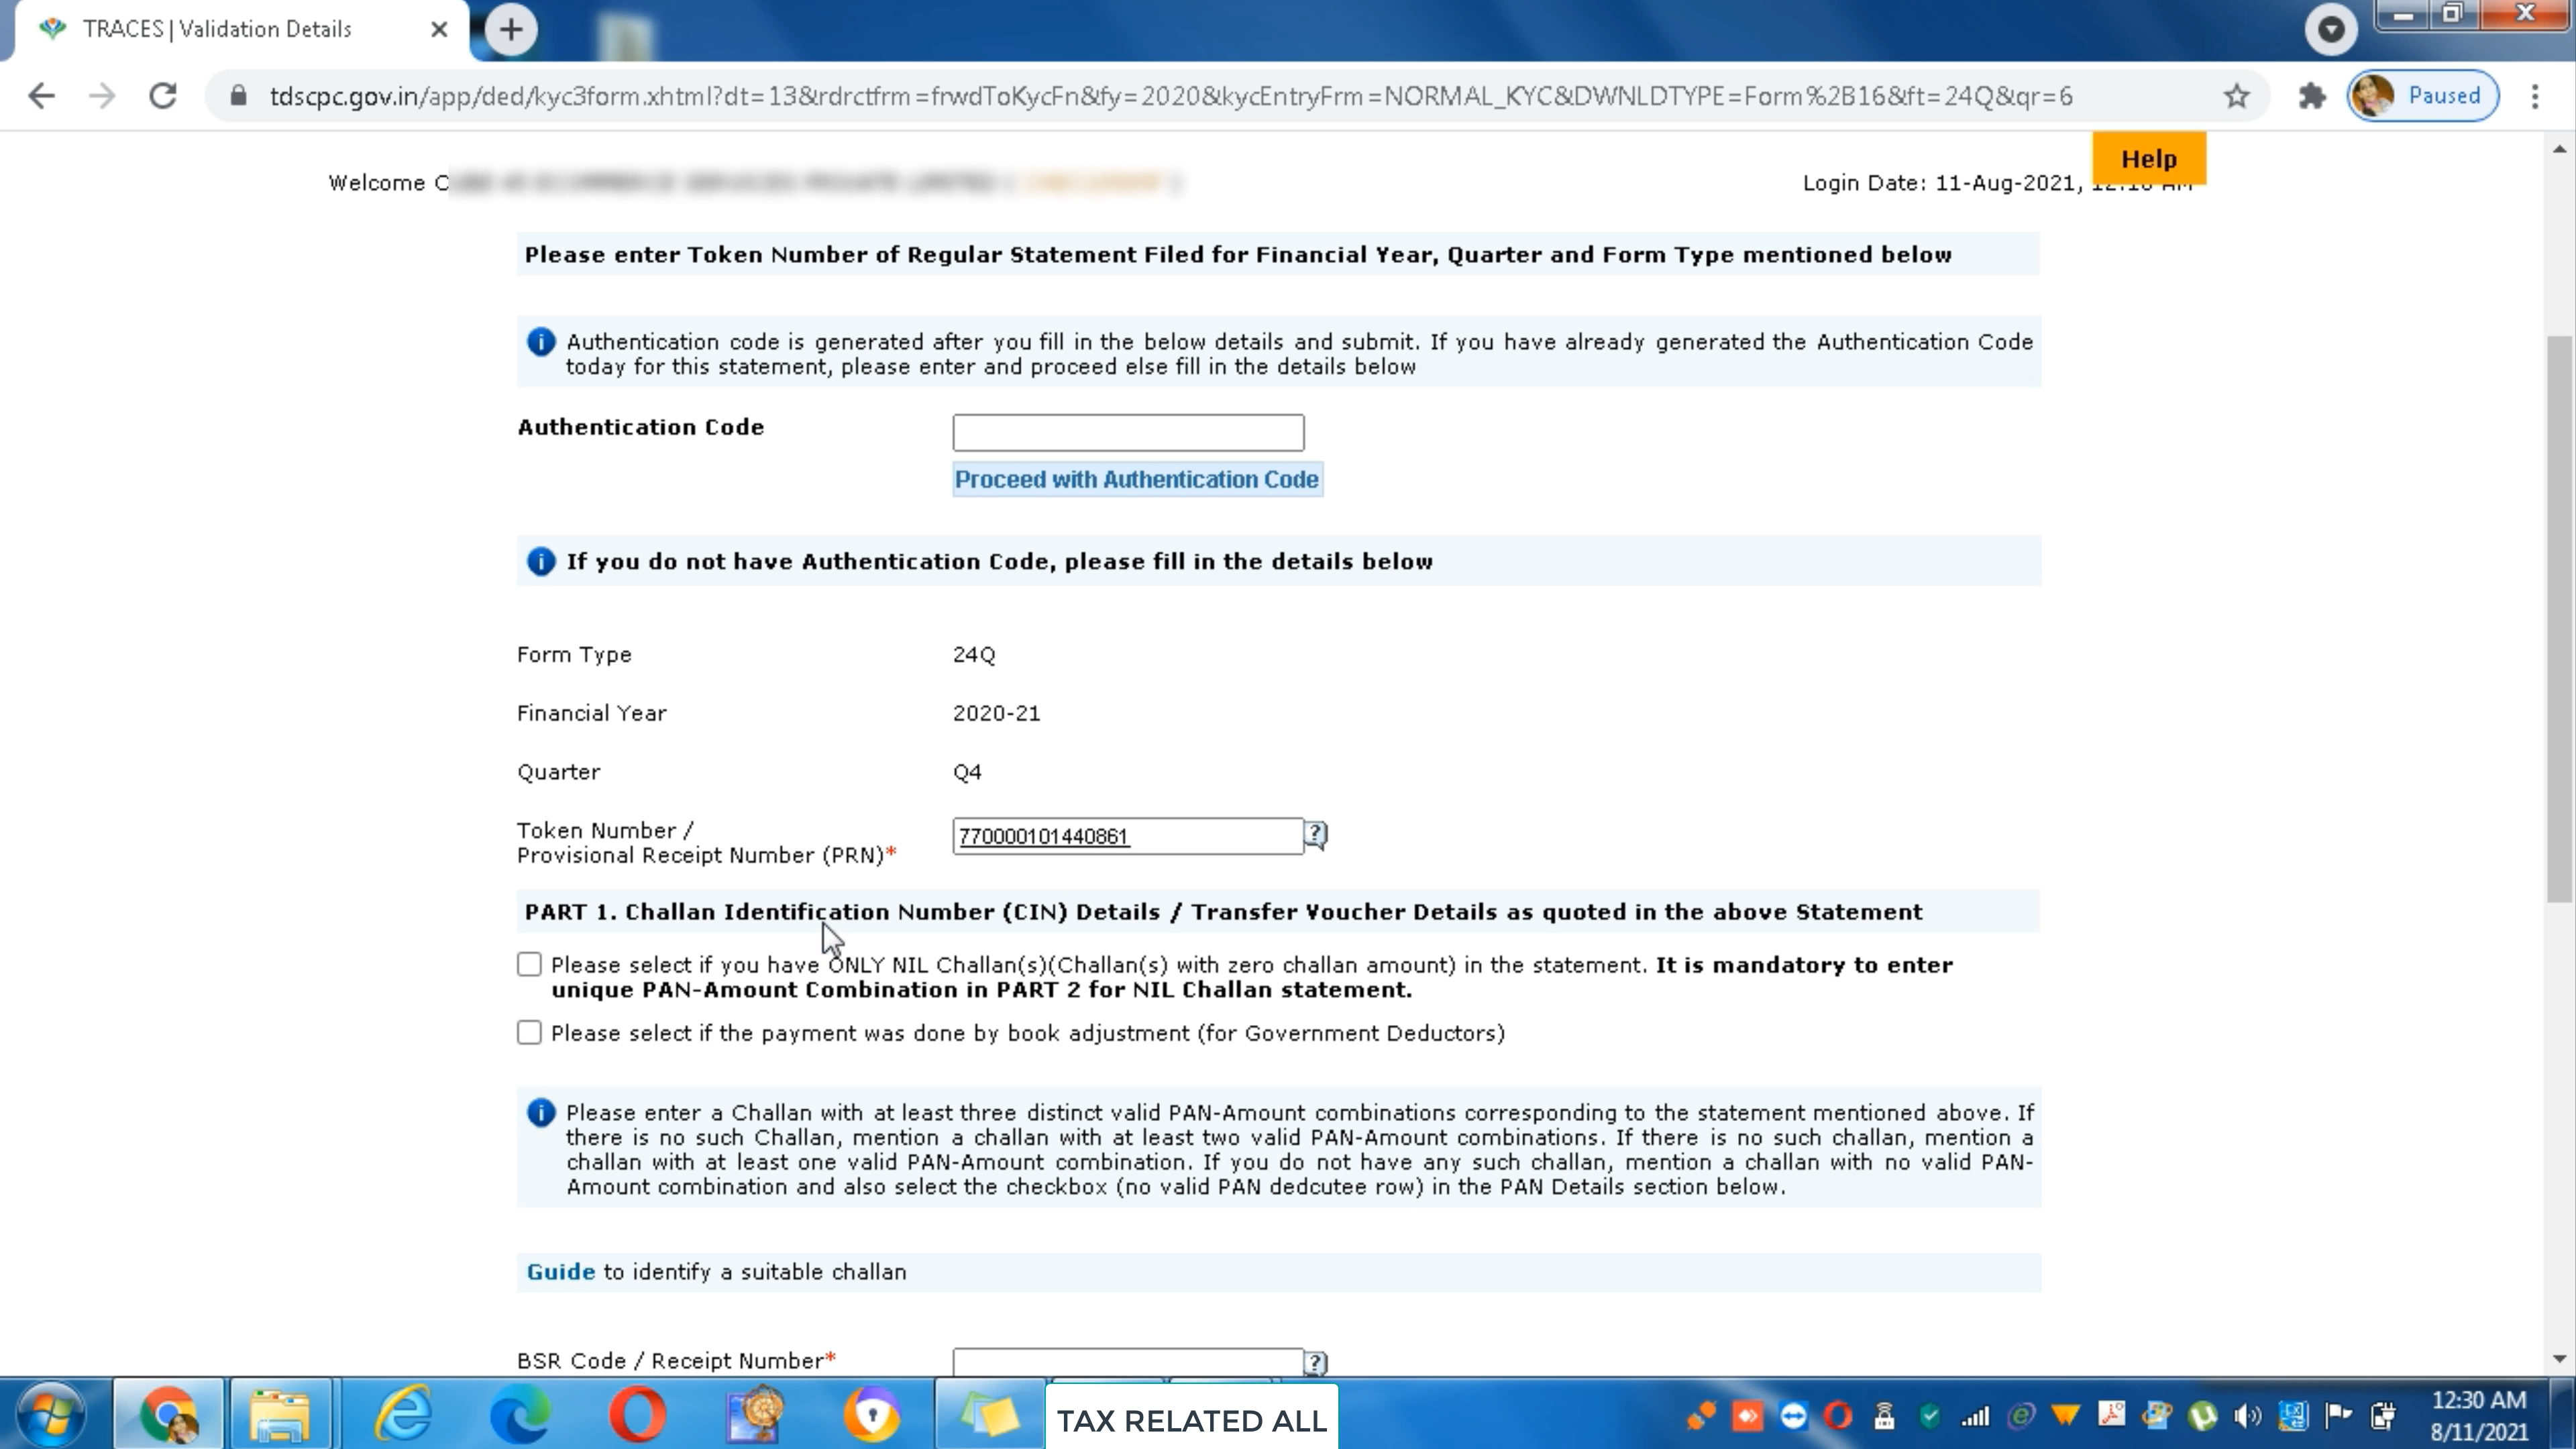 TRACES | Validation Details
tdscpc.gov.in/app/ded/kyc3form.xhtml?dt=13&rdrctfrm=frwdToKycFn&fy=2020&kycEntryFrm=NORMAL_KYC&DWNLDTYPE=Form%2B16&ft=24Q&qr=6
Paused
Help
Welcome C
Login Date: 11-Aug-2021,
Please enter Token Number of Regular Statement Filed for Financial Year, Quarter and Form Type mentioned below
Authentication code is generated after you fill in the below details and submit. If you have already generated the Authentication Code
today for this statement, please enter and proceed else fill in the details below
Authentication Code
Proceed with Authentication Code
If you do not have Authentication Code, please fill in the details below
Form Type 24Q
Financial Year 2020-21
Quarter Q4
Token Number /
Provisional Receipt Number (PRN)* 770000101440861
PART 1. Challan Identification Number (CIN) Details / Transfer Voucher Details as quoted in the above Statement
Please select if you have ONLY NIL Challan(s)(Challan(s) with zero challan amount) in the statement. It is mandatory to enter
unique PAN-Amount Combination in PART 2 for NIL Challan statement.
Please select if the payment was done by book adjustment (for Government Deductors)
Please enter a Challan with at least three distinct valid PAN-Amount combinations corresponding to the statement mentioned above. If
there is no such Challan, mention a challan with at least two valid PAN-Amount combinations. If there is no such challan, mention a
challan with at least one valid PAN-Amount combination. If you do not have any such challan, mention a challan with no valid PAN-
Amount combination and also select the checkbox (no valid PAN dedcutee row) in the PAN Details section below.
Guide to identify a suitable challan
BSR Code / Receipt Number*
TAX RELATED ALL
12:30 AM
8/11/2021